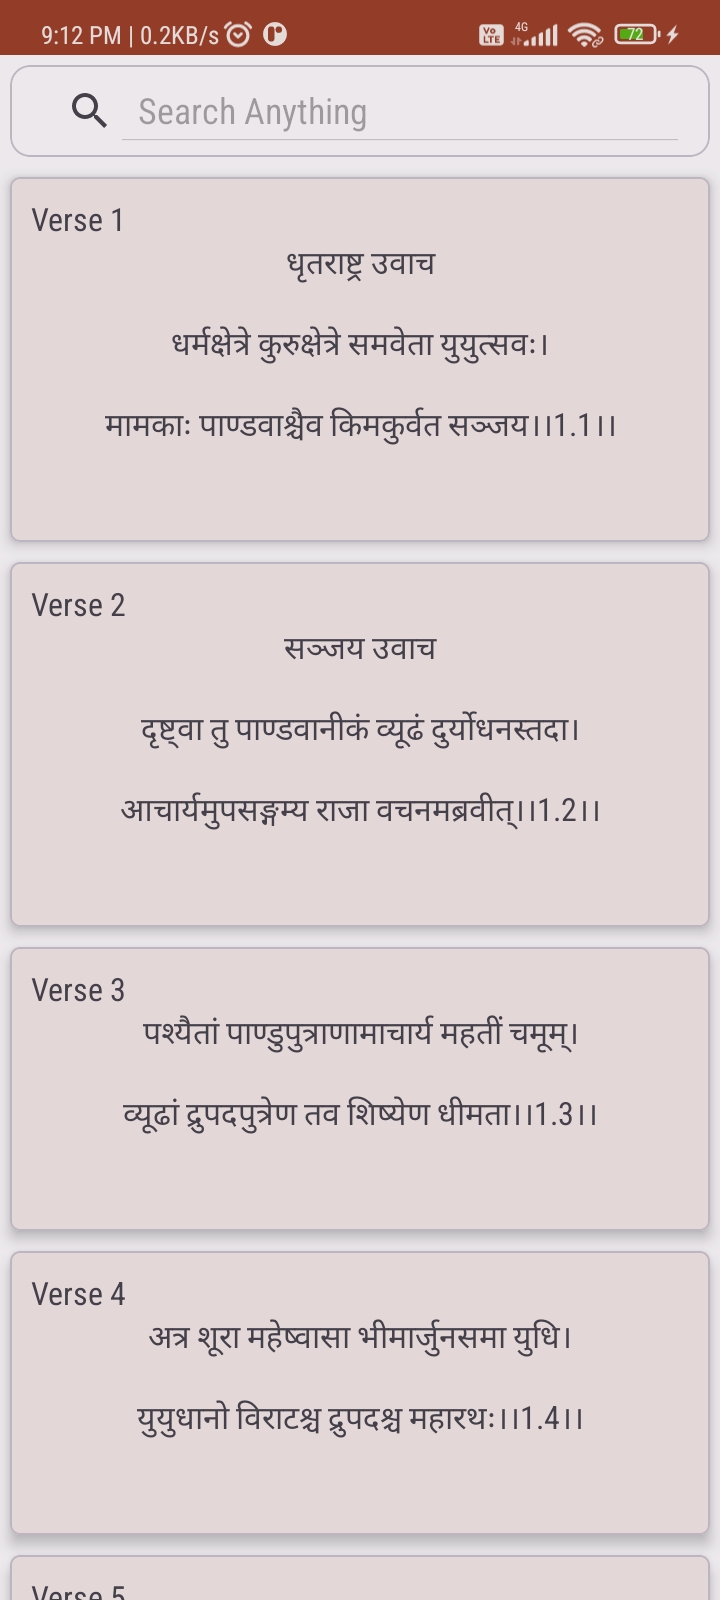 9:12 PM | 0.2KB/s Vo LTE 4G 72
Search Anything
Verse 1
धृतराष्ट्र उवाच
धर्मक्षेत्रे कुरुक्षेत्रे समवेता युयुत्सवः।
मामकाः पाण्डवाश्चैव किमकुर्वत सञ्जय।।1.1।।
Verse 2
सञ्जय उवाच
दृष्ट्वा तु पाण्डवानीकं व्यूढं दुर्योधनस्तदा।
आचार्यमुपसङ्गम्य राजा वचनमब्रवीत्।।1.2।।
Verse 3
पश्यैतां पाण्डुपुत्राणामाचार्य महतीं चमूम्।
व्यूढां द्रुपदपुत्रेण तव शिष्येण धीमता।।1.3।।
Verse 4
अत्र शूरा महेष्वासा भीमार्जुनसमा युधि।
युयुधानो विराटश्च द्रुपदश्च महारथः।।1.4।।
Verse 5